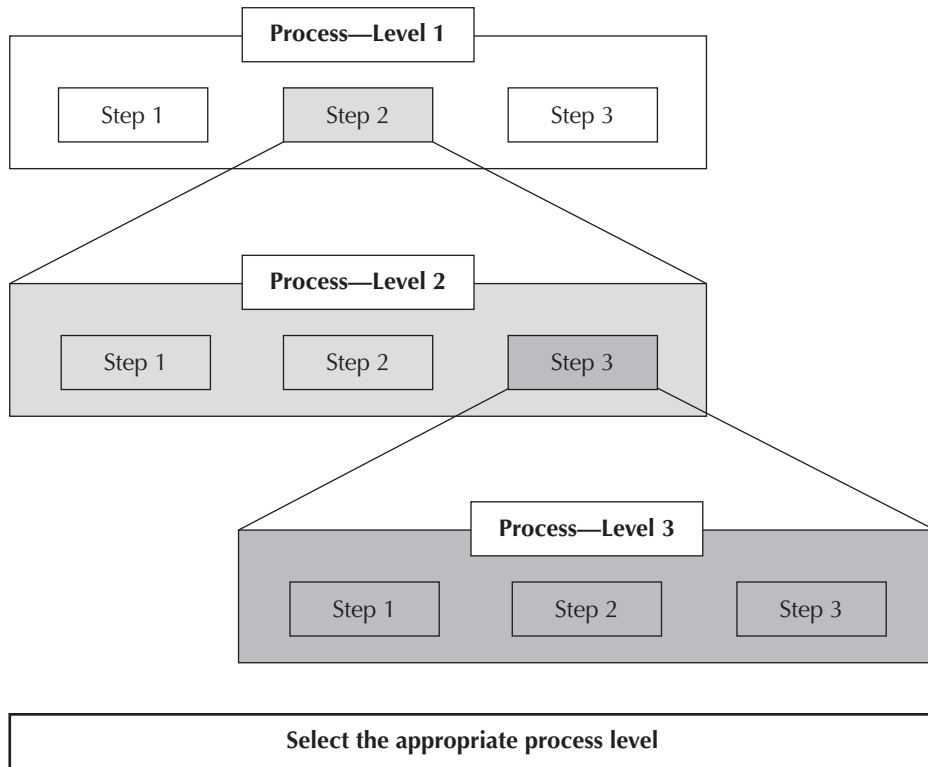 Process—Level 1
Step 1
Step 2
Step 3
Process—Level 2
Step 1
Step 2
Step 3
Process—Level 3
Step 1
Step 2
Step 3
Select the appropriate process level